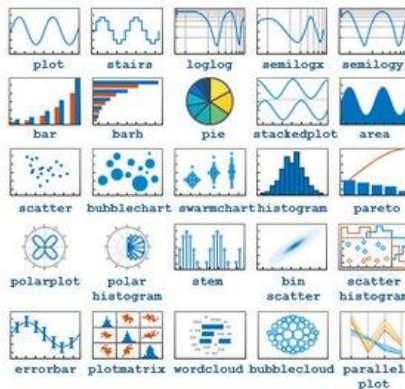 plot stairs loglog semilogx semilogy
bar barh pie stackedplot area
scatter bubblechart swarmchart histogram pareto
polarplot polar histogram stem bin scatter scatter histogram
errorbar plotmatrix wordcloud bubblecloud parallel plot